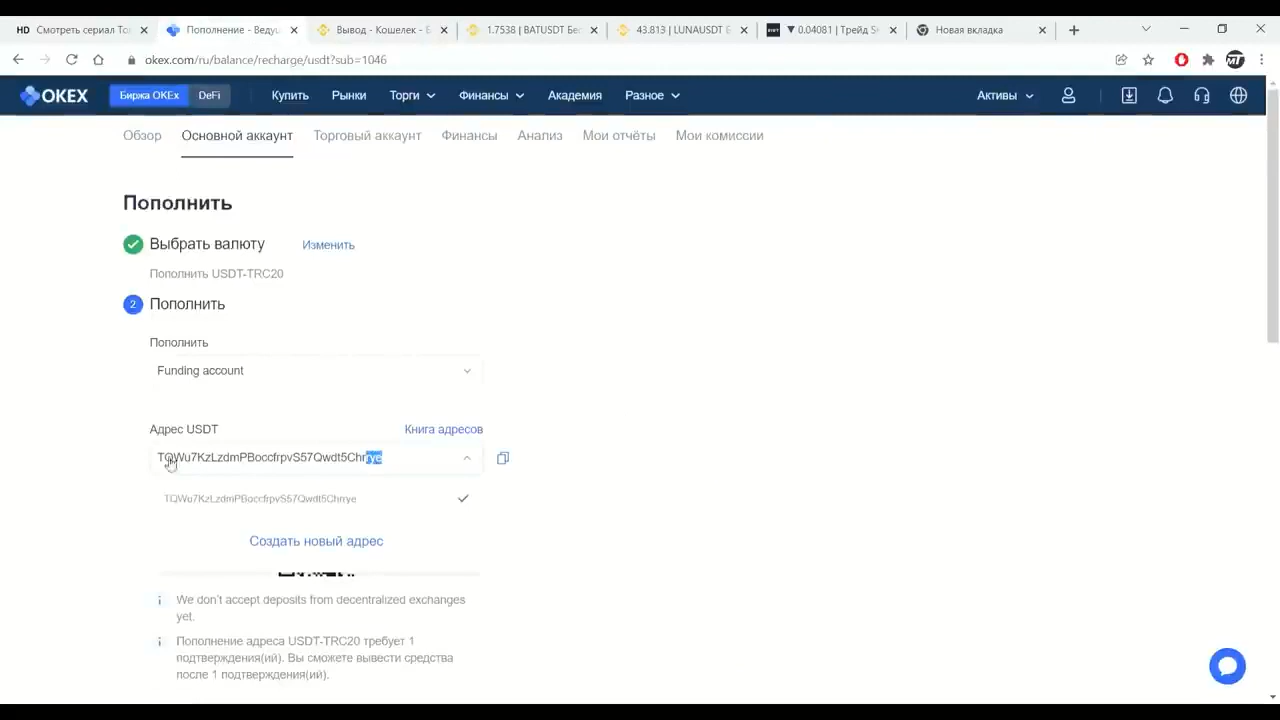 HD Смотреть сериал То
Пополнение - Ведущ
Вывод - Кошелек - Б
1.7538 | BATUSDT Бе
43.813 | LUNAUSDT Б
▼ 0.04081 | Трейд S
Новая вкладка
okex.com/ru/balance/recharge/usdt?sub=1046
OKEX Биржа OKEx DeFi Купить Рынки Торги Финансы Академия Разное Активы
Обзор Основной аккаунт Торговый аккаунт Финансы Анализ Мои отчёты Мои комиссии
Пополнить
Выбрать валюту Изменить
Пополнить USDT-TRC20
2 Пополнить
Пополнить
Funding account
Адрес USDT Книга адресов
TQWu7KzLzdmPBoccfrpvS57Qwdt5Chrrye
TQWu7KzLzdmPBoccfrpvS57Qwdt5Chrrye
Создать новый адрес
We don't accept deposits from decentralized exchanges
yet.
Пополнение адреса USDT-TRC20 требует 1
подтверждения(ий). Вы сможете вывести средства
после 1 подтверждения(ий).